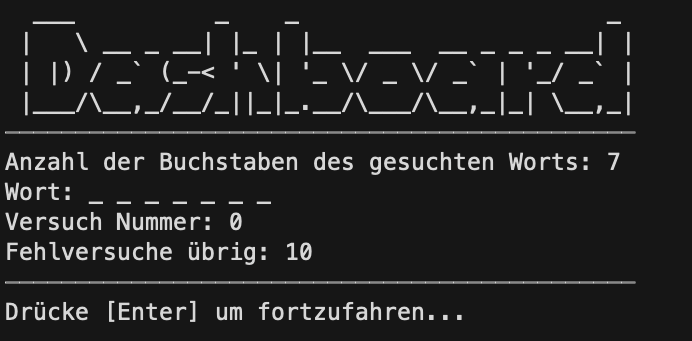 Dashboard
Anzahl der Buchstaben des gesuchten Worts: 7
Wort: _ _ _ _ _ _ _
Versuch Nummer: 0
Fehlversuche übrig: 10
Drücke [Enter] um fortzufahren...